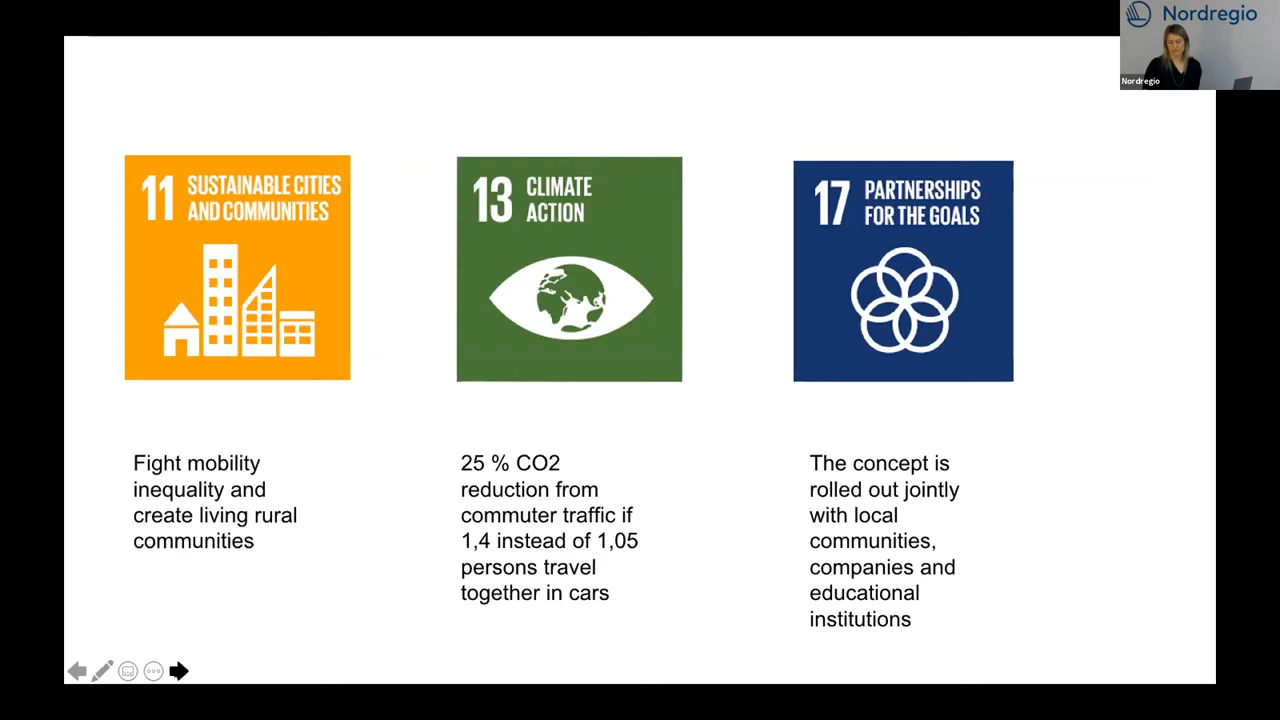 Nordregio
Nordregio
11 SUSTAINABLE CITIES
AND COMMUNITIES
13 CLIMATE
ACTION
17 PARTNERSHIPS
FOR THE GOALS
Fight mobility
inequality and
create living rural
communities
25 % CO2
reduction from
commuter traffic if
1,4 instead of 1,05
persons travel
together in cars
The concept is
rolled out jointly
with local
communities,
companies and
educational
institutions